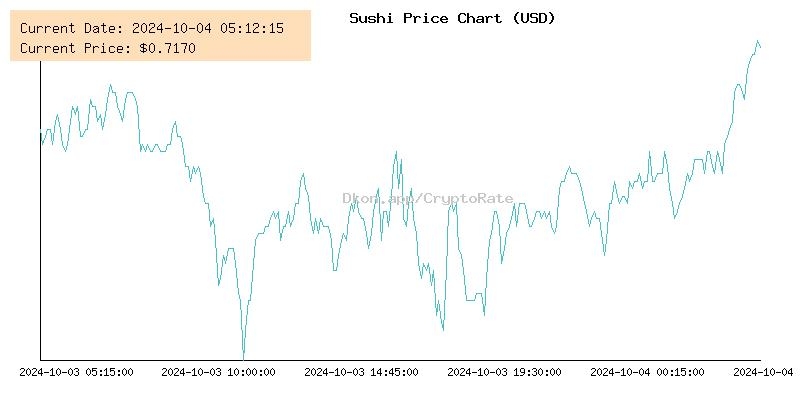 Sushi Price Chart (USD)
Current Date: 2024-10-04 05:12:15
Current Price: $0.7170
Dkon.app/CryptoRate
2024-10-03 05:15:00 2024-10-03 10:00:00 2024-10-03 14:45:00 2024-10-03 19:30:00 2024-10-04 00:15:00 2024-10-04